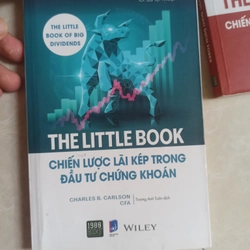 THE LITTLE
BOOK OF BIG
DIVIDENDS
THE LITTLE BOOK
CHIẾN LƯỢC LÃI KÉP TRONG
ĐẦU TƯ CHỨNG KHOÁN
CHARLES B. CARLSON
CFA
1980
WILEY
CHIẾN